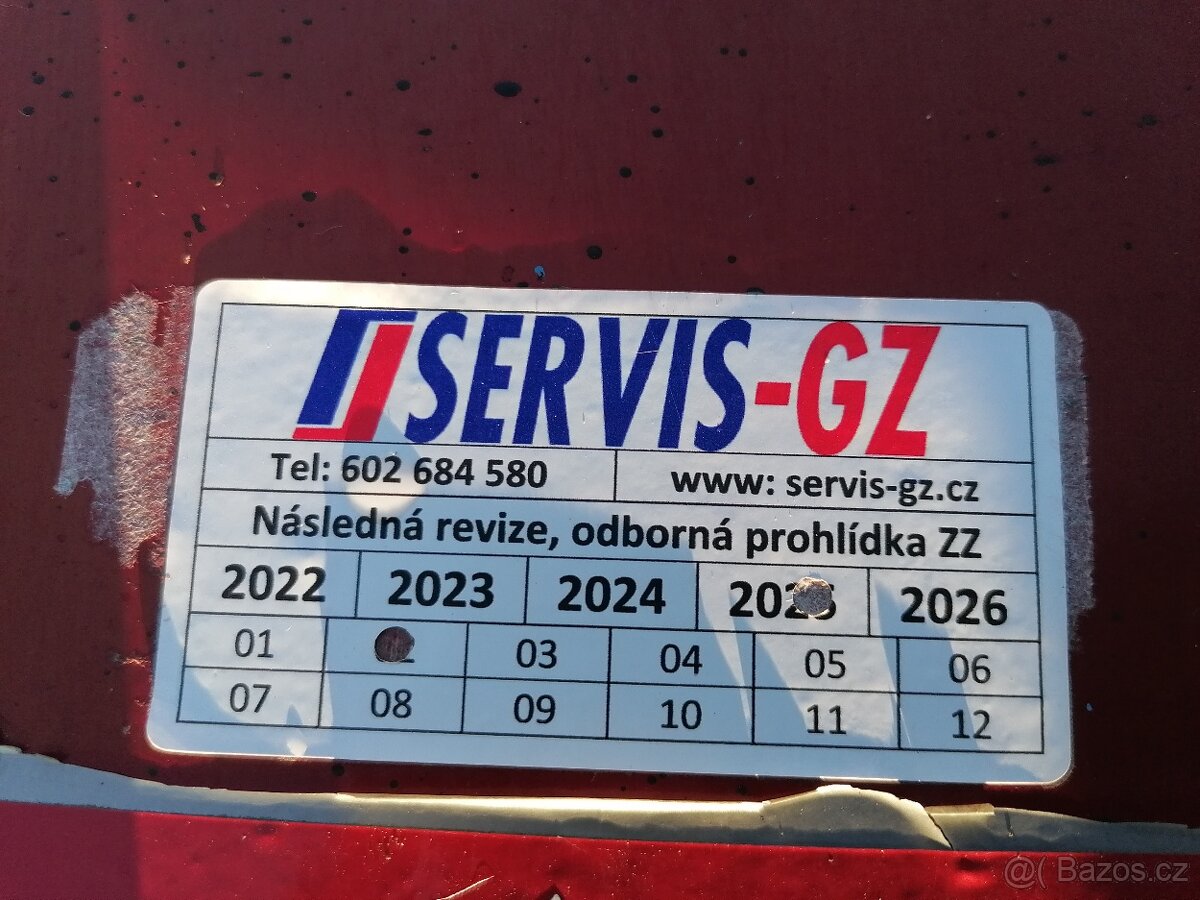 SERVIS-GZ
Tel: 602 684 580 www: servis-gz.cz
Následná revize, odborná prohlídka ZZ
2022 2023 2024 2025 2026
01 03 04 05 06
07 08 09 10 11 12
@( Bazos.cz